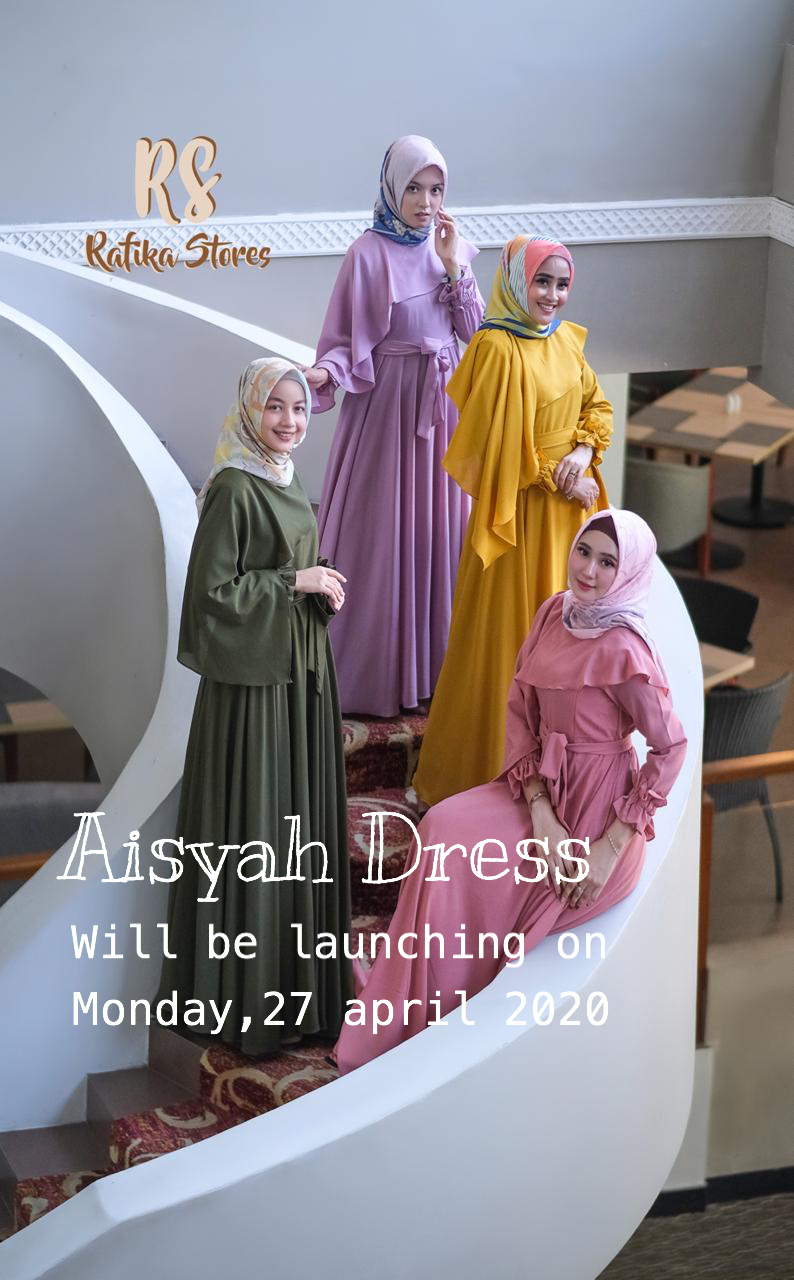 RS
Rafika Stores
Aisyah Dress
Will be launching on
Monday,27 april 2020